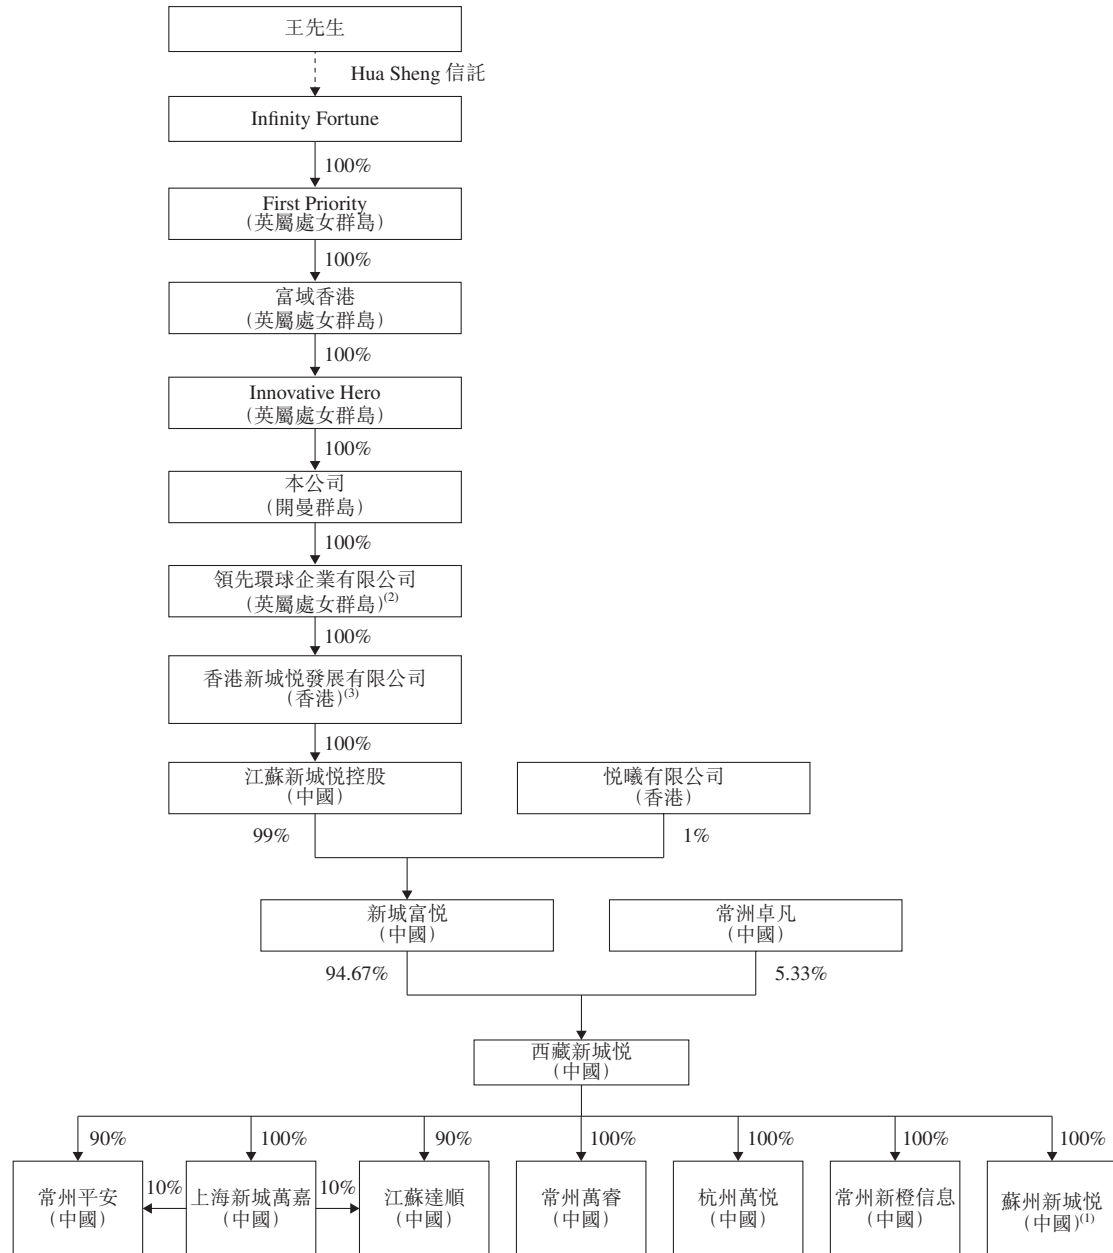 王先生
Hua Sheng 信託
Infinity Fortune
100%
First Priority
(英屬處女群島)
100%
富域香港
(英屬處女群島)
100%
Innovative Hero
(英屬處女群島)
100%
本公司
(開曼群島)
100%
領先環球企業有限公司
(英屬處女群島)(2)
100%
香港新城悅發展有限公司
(香港)(3)
100%
江蘇新城悅控股
(中國)
悅曦有限公司
(香港)
99%
1%
新城富悅
(中國)
常洲卓凡
(中國)
94.67%
5.33%
西藏新城悅
(中國)
90%
100%
90%
100%
100%
100%
100%
常州平安
(中國)
10%
上海新城萬嘉
(中國)
10%
江蘇達順
(中國)
常州萬睿
(中國)
杭州萬悅
(中國)
常州新橙信息
(中國)
蘇州新城悅
(中國)(1)